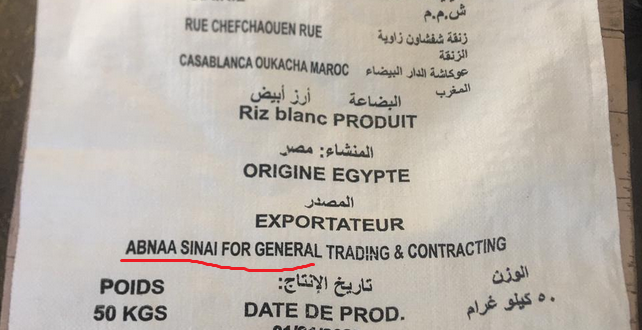 ش.م.م
RUE CHEFCHAOUEN RUE
زنقة شفشاون زاوية
الزنقة
CASABLANCA OUKACHA MAROC
عوكاشة الدار البيضاء
المغرب
البضاعة أرز أبيض
Riz blanc PRODUIT
المنشاء: مصر
ORIGINE EGYPTE
المصدر
EXPORTATEUR
ABNAA SINAI FOR GENERAL TRADING & CONTRACTING
POIDS
50 KGS
تاريخ الإنتاج:
DATE DE PROD.
الوزن
٥٠ كيلو غرام